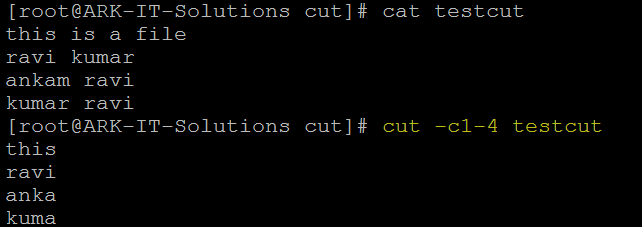 [root@ARK-IT-Solutions cut]# cat testcut
this is a file
ravi kumar
ankam ravi
kumar ravi
[root@ARK-IT-Solutions cut]# cut -c1-4 testcut
this
ravi
anka
kuma